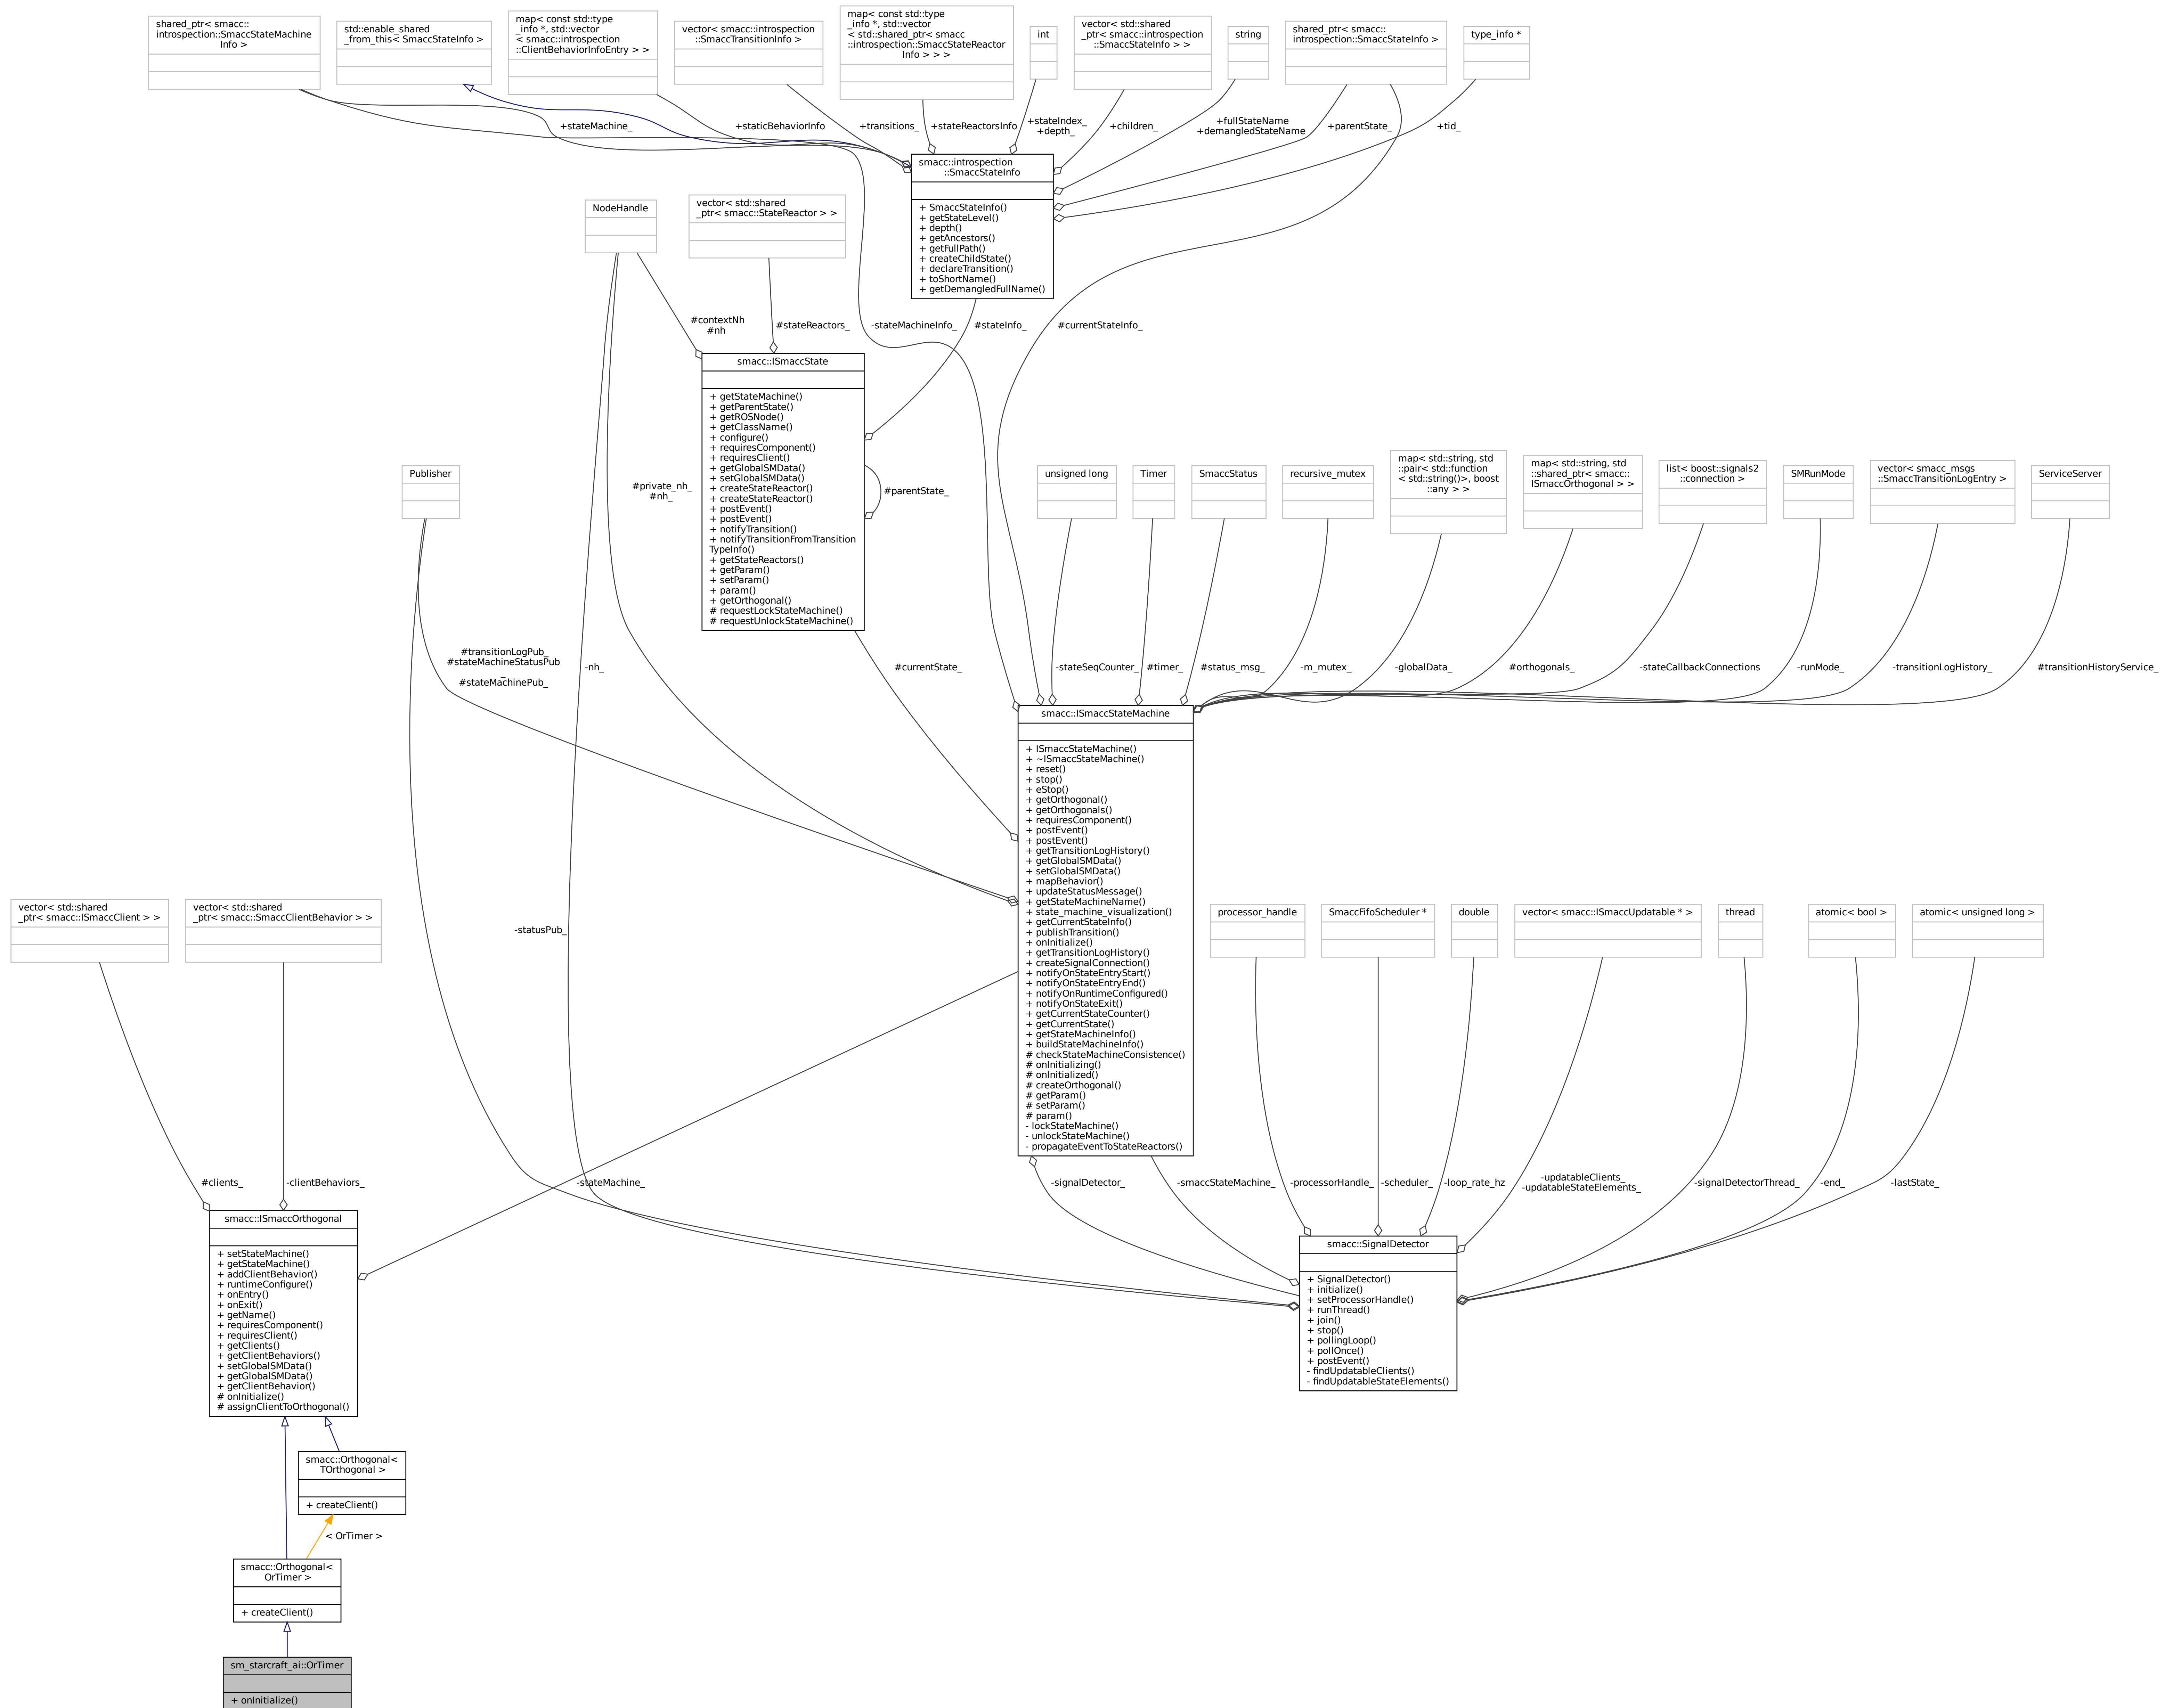 shared_ptr< smacc::
introspection::SmaccStateMachine
Info >
std::enable_shared
_from_this< SmaccStateInfo >
map< const std::type
_info *, std::vector
< smacc::introspection
::ClientBehaviorInfoEntry > >
vector< smacc::introspection
::SmaccTransitionInfo >
map< const std::type
_info *, std::vector
< std::shared_ptr< smacc
::introspection::SmaccStateReactor
Info > > >
int
vector< std::shared
_ptr< smacc::introspection
::SmaccStateInfo > >
string
shared_ptr< smacc::
introspection::SmaccStateInfo >
type_info *
+stateMachine_
+staticBehaviorInfo
+transitions_
+stateReactorsInfo
+stateIndex_
+depth_
+children_
+fullStateName
+demangledStateName
+parentState_
+tid_
smacc::introspection
::SmaccStateInfo
+ SmaccStateInfo()
+ getStateLevel()
+ depth()
+ getAncestors()
+ getFullPath()
+ createChildState()
+ declareTransition()
+ toShortName()
+ getDemangledFullName()
NodeHandle
vector< std::shared
_ptr< smacc::StateReactor > >
#contextNh
#nh
#stateReactors_
-stateMachineInfo_
#stateInfo_
#currentStateInfo_
smacc::ISmaccState
+ getStateMachine()
+ getParentState()
+ getROSNode()
+ getClassName()
+ configure()
+ requiresComponent()
+ requiresClient()
+ getGlobalSMData()
+ setGlobalSMData()
+ createStateReactor()
+ createStateReactor()
+ postEvent()
+ postEvent()
+ notifyTransition()
+ notifyTransitionFromTransition
TypeInfo()
+ getStateReactors()
+ getParam()
+ setParam()
+ param()
+ getOrthogonal()
# requestLockStateMachine()
# requestUnlockStateMachine()
#parentState_
#private_nh_
#nh_
Publisher
unsigned long
Timer
SmaccStatus
recursive_mutex
map< std::string, std
::pair< std::function
< std::string()>, boost
::any > >
map< std::string, std
::shared_ptr< smacc::
ISmaccOrthogonal > >
list< boost::signals2
::connection >
SMRunMode
vector< smacc_msgs
::SmaccTransitionLogEntry >
ServiceServer
#transitionLogPub_
#stateMachineStatusPub
_
#stateMachinePub_
-nh_
#currentState_
-stateSeqCounter_
#timer_
#status_msg_
-m_mutex_
-globalData_
#orthogonals_
-stateCallbackConnections
-runMode_
-transitionLogHistory_
#transitionHistoryService_
smacc::ISmaccStateMachine
+ ISmaccStateMachine()
+ ~ISmaccStateMachine()
+ reset()
+ stop()
+ eStop()
+ getOrthogonal()
+ getOrthogonals()
+ requiresComponent()
+ postEvent()
+ postEvent()
+ getTransitionLogHistory()
+ getGlobalSMData()
+ setGlobalSMData()
+ mapBehavior()
+ updateStatusMessage()
+ getStateMachineName()
+ state_machine_visualization()
+ getCurrentStateInfo()
+ publishTransition()
+ onInitialize()
+ getTransitionLogHistory()
+ createSignalConnection()
+ notifyOnStateEntryStart()
+ notifyOnStateEntryEnd()
+ notifyOnRuntimeConfigured()
+ notifyOnStateExit()
+ getCurrentStateCounter()
+ getCurrentState()
+ getStateMachineInfo()
+ buildStateMachineInfo()
# checkStateMachineConsistence()
# onInitializing()
# onInitialized()
# createOrthogonal()
# getParam()
# setParam()
# param()
- lockStateMachine()
- unlockStateMachine()
- propagateEventToStateReactors()
vector< std::shared
_ptr< smacc::ISmaccClient > >
vector< std::shared
_ptr< smacc::SmaccClientBehavior > >
-statusPub_
processor_handle
SmaccFifoScheduler *
double
vector< smacc::ISmaccUpdatable * >
thread
atomic< bool >
atomic< unsigned long >
#clients_
-clientBehaviors_
-stateMachine_
-signalDetector_
-smaccStateMachine_
-processorHandle_
-scheduler_
-loop_rate_hz
-updatableClients_
-updatableStateElements_
-signalDetectorThread_
-end_
-lastState_
smacc::ISmaccOrthogonal
+ setStateMachine()
+ getStateMachine()
+ addClientBehavior()
+ runtimeConfigure()
+ onEntry()
+ onExit()
+ getName()
+ requiresComponent()
+ requiresClient()
+ getClients()
+ getClientBehaviors()
+ setGlobalSMData()
+ getGlobalSMData()
+ getClientBehavior()
# onInitialize()
# assignClientToOrthogonal()
smacc::SignalDetector
+ SignalDetector()
+ initialize()
+ setProcessorHandle()
+ runThread()
+ join()
+ stop()
+ pollingLoop()
+ pollOnce()
+ postEvent()
- findUpdatableClients()
- findUpdatableStateElements()
smacc::Orthogonal<
TOrthogonal >
+ createClient()
< OrTimer >
smacc::Orthogonal<
OrTimer >
+ createClient()
sm_starcraft_ai::OrTimer
+ onInitialize()